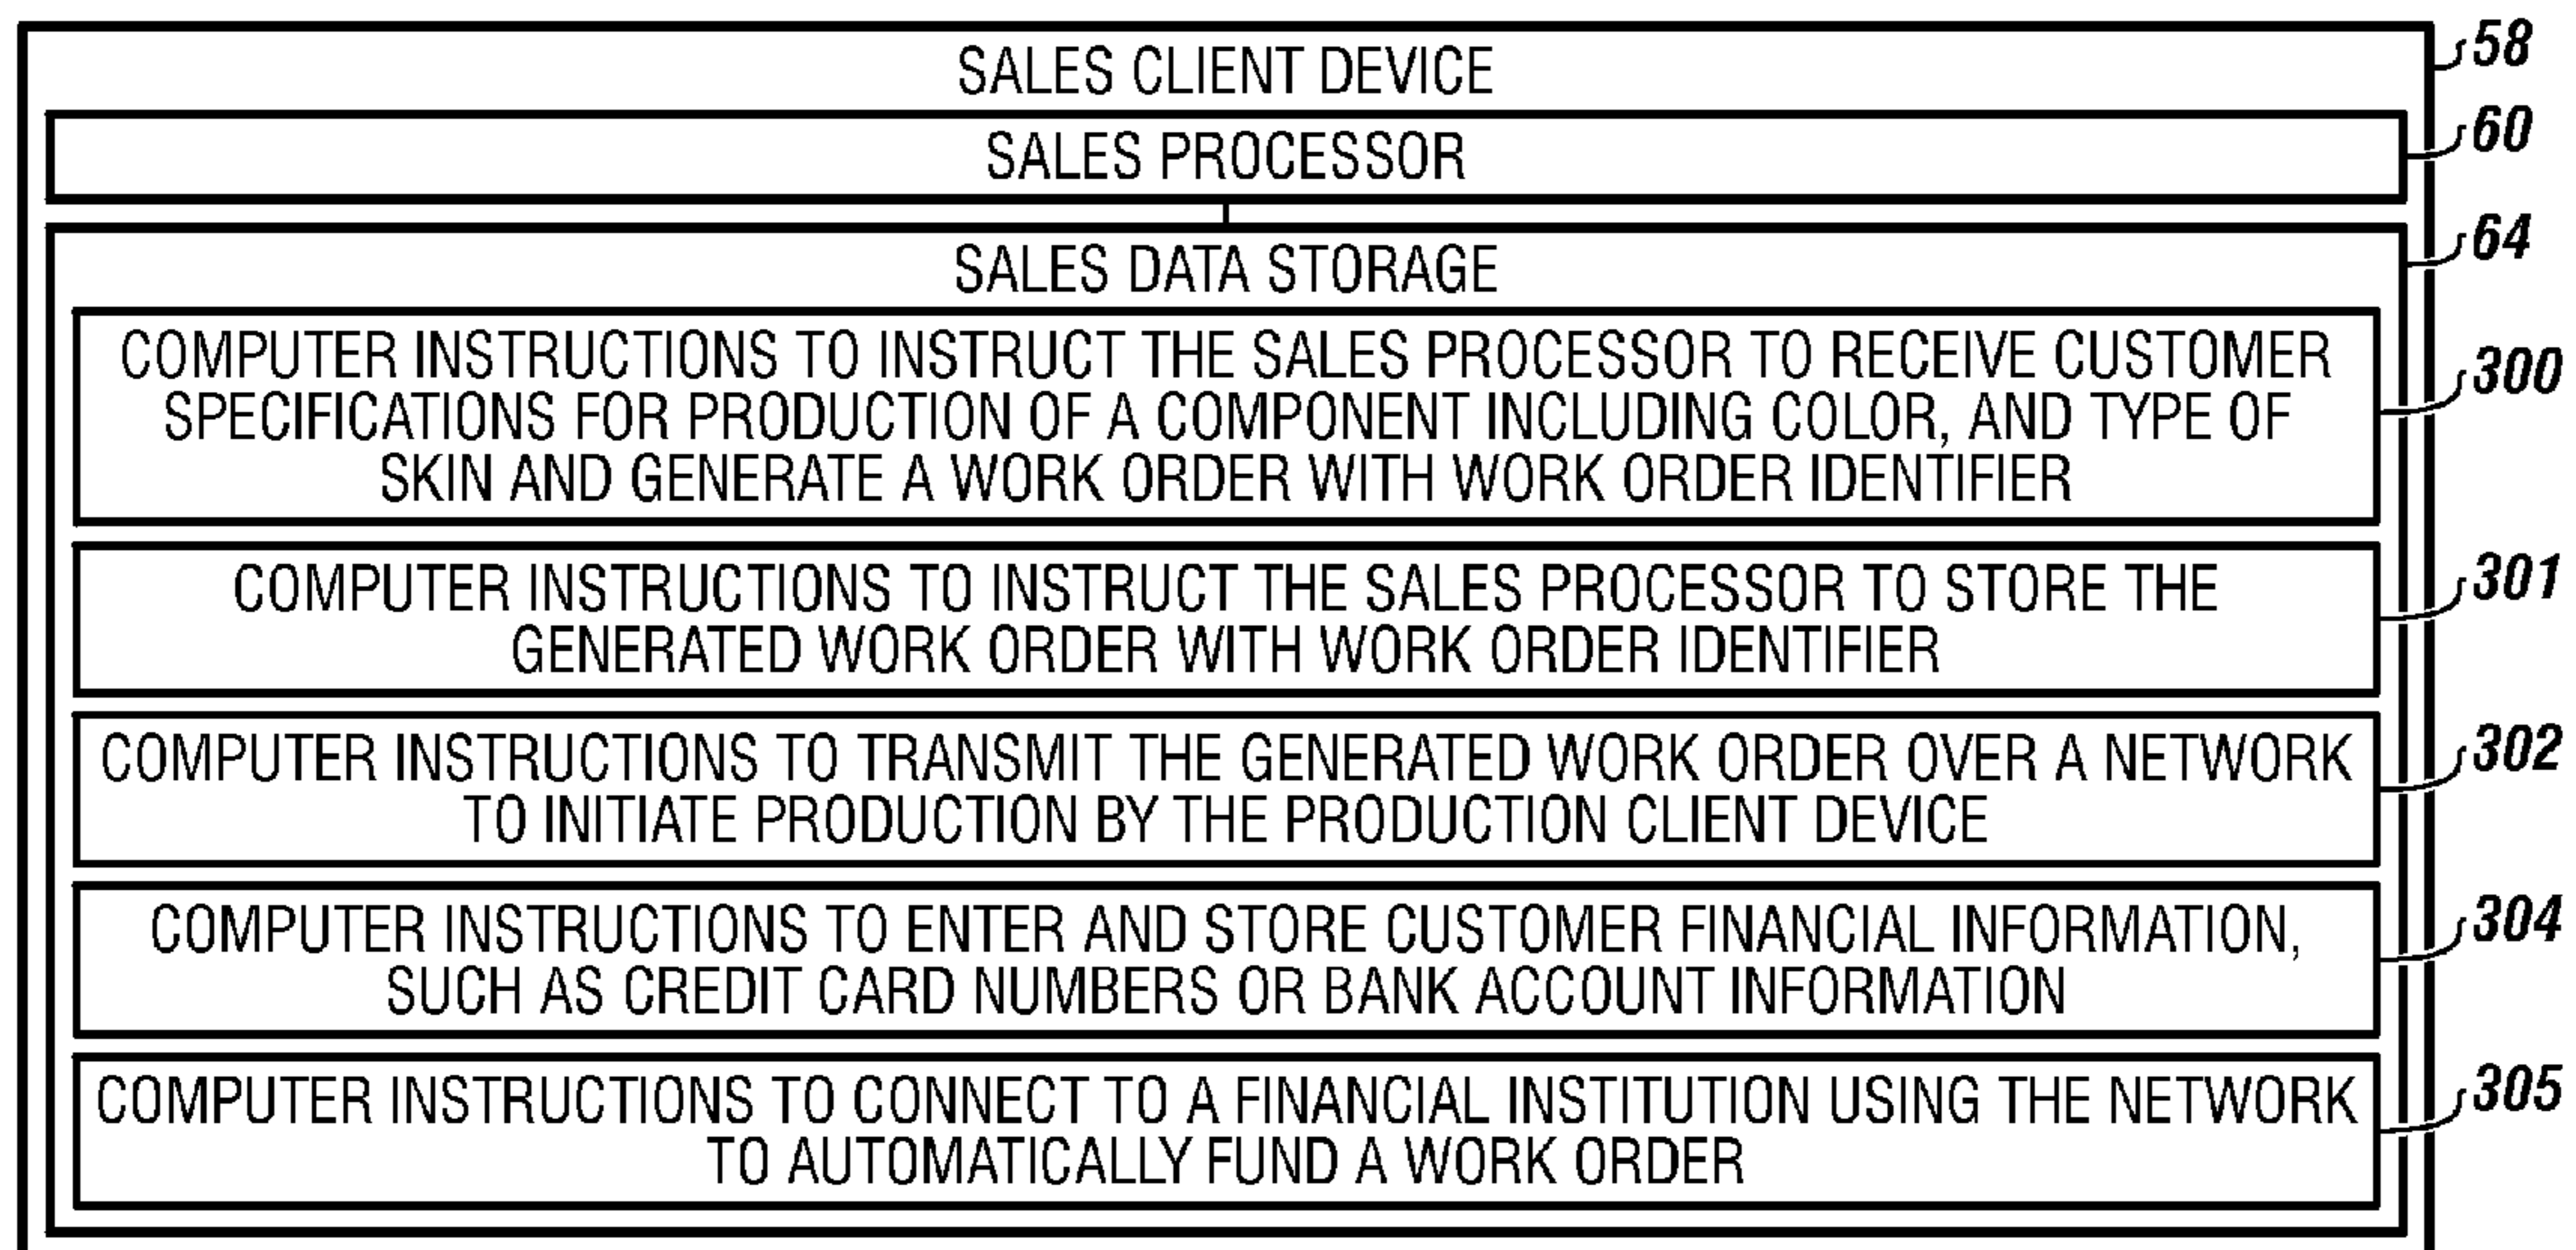 SALES CLIENT DEVICE
58
SALES PROCESSOR
60
SALES DATA STORAGE
64
COMPUTER INSTRUCTIONS TO INSTRUCT THE SALES PROCESSOR TO RECEIVE CUSTOMER
SPECIFICATIONS FOR PRODUCTION OF A COMPONENT INCLUDING COLOR, AND TYPE OF
SKIN AND GENERATE A WORK ORDER WITH WORK ORDER IDENTIFIER
300
COMPUTER INSTRUCTIONS TO INSTRUCT THE SALES PROCESSOR TO STORE THE
GENERATED WORK ORDER WITH WORK ORDER IDENTIFIER
301
COMPUTER INSTRUCTIONS TO TRANSMIT THE GENERATED WORK ORDER OVER A NETWORK
TO INITIATE PRODUCTION BY THE PRODUCTION CLIENT DEVICE
302
COMPUTER INSTRUCTIONS TO ENTER AND STORE CUSTOMER FINANCIAL INFORMATION,
SUCH AS CREDIT CARD NUMBERS OR BANK ACCOUNT INFORMATION
304
COMPUTER INSTRUCTIONS TO CONNECT TO A FINANCIAL INSTITUTION USING THE NETWORK
TO AUTOMATICALLY FUND A WORK ORDER
305